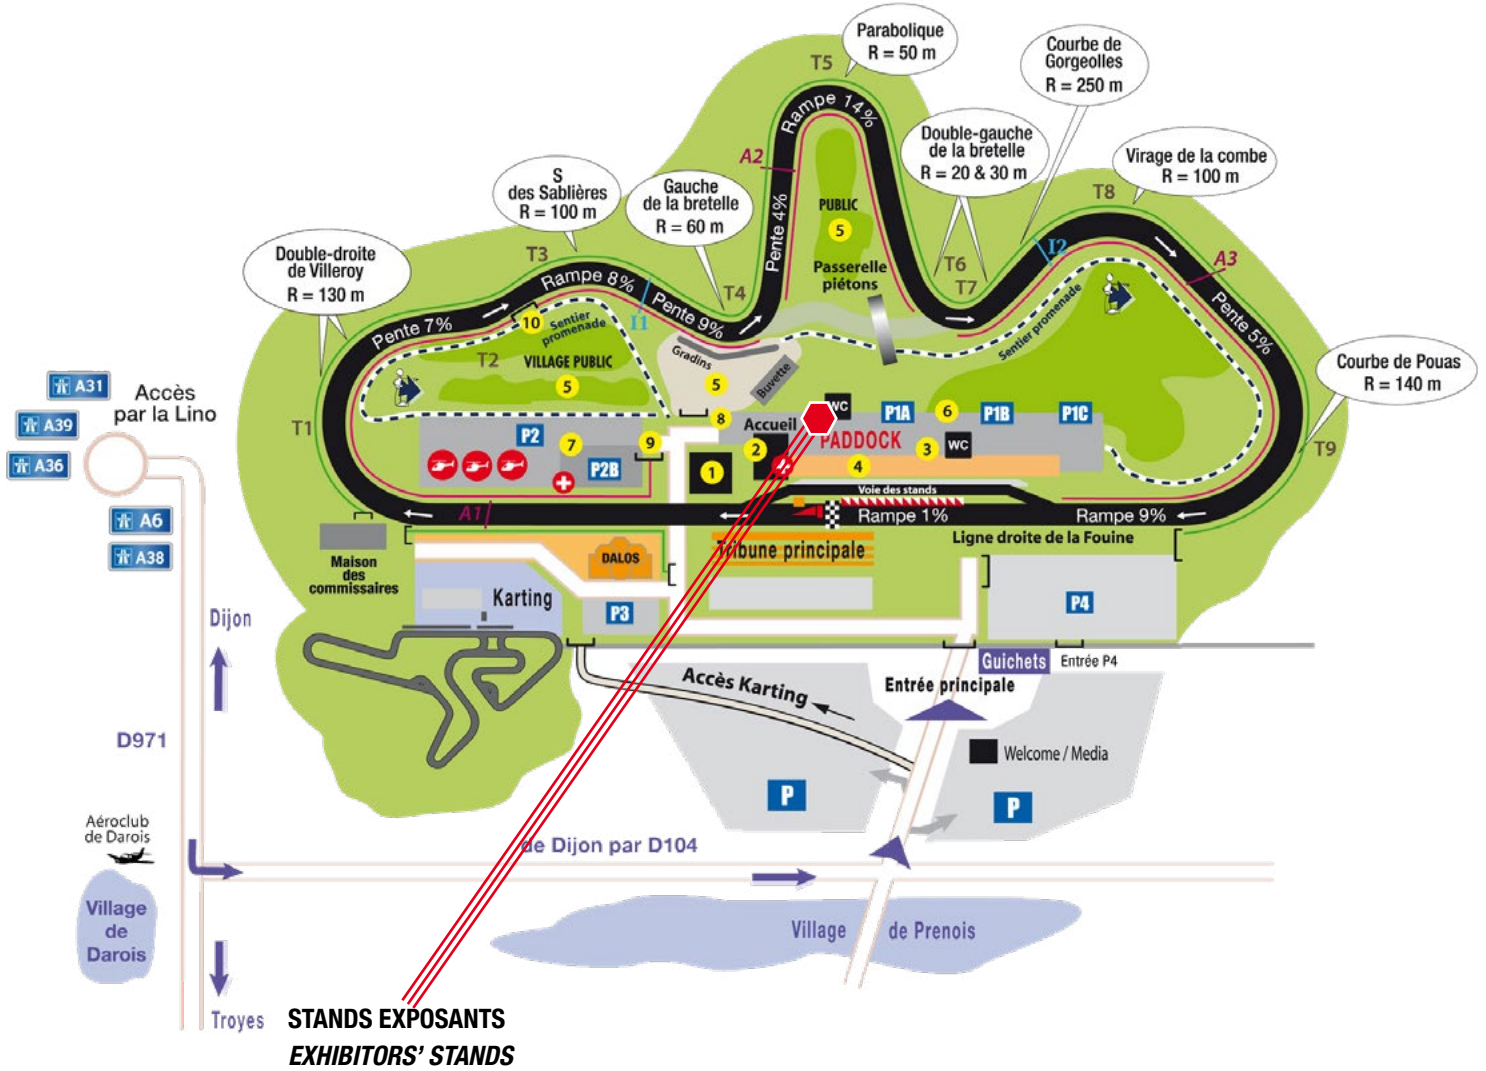 Parabolique
R = 50 m
T5
Courbe de
Gorgeolles
R = 250 m
Rampe 14%
A2
Double-gauche
de la bretelle
R = 20 & 30 m
Virage de la combe
R = 100 m
S
des Sablières
R = 100 m
Gauche
de la bretelle
R = 60 m
T8
PUBLIC
5
Pente 4%
Double-droite
de Villeroy
R = 130 m
T3
T4
T6
T7
I2
A3
Passerelle
piétons
Rampe 8%
Pente 9%
I1
Pente 7%
10
Sentier
promenade
T2
VILLAGE PUBLIC
5
Gradins
5
Buvette
Sentier promenade
Pente 5%
Courbe de Pouas
R = 140 m
A31
A39
A36
Accès
par la Lino
T1
P2
7
P2B
9
8
Accueil
2
1
WC
PADDOCK
P1A
6
P1B
P1C
3
WC
4
T9
Voie des stands
A1
Rampe 1%
Rampe 9%
A6
A38
Maison
des
commissaires
DALOS
Tribune principale
Ligne droite de la Fouine
Karting
P3
P4
Dijon
Guichets
Entrée P4
Accès Karting
Entrée principale
D971
Welcome / Media
P
P
Aéroclub
de Darois
de Dijon par D104
Village
de
Darois
Village de Prenois
Troyes
STANDS EXPOSANTS
EXHIBITORS' STANDS